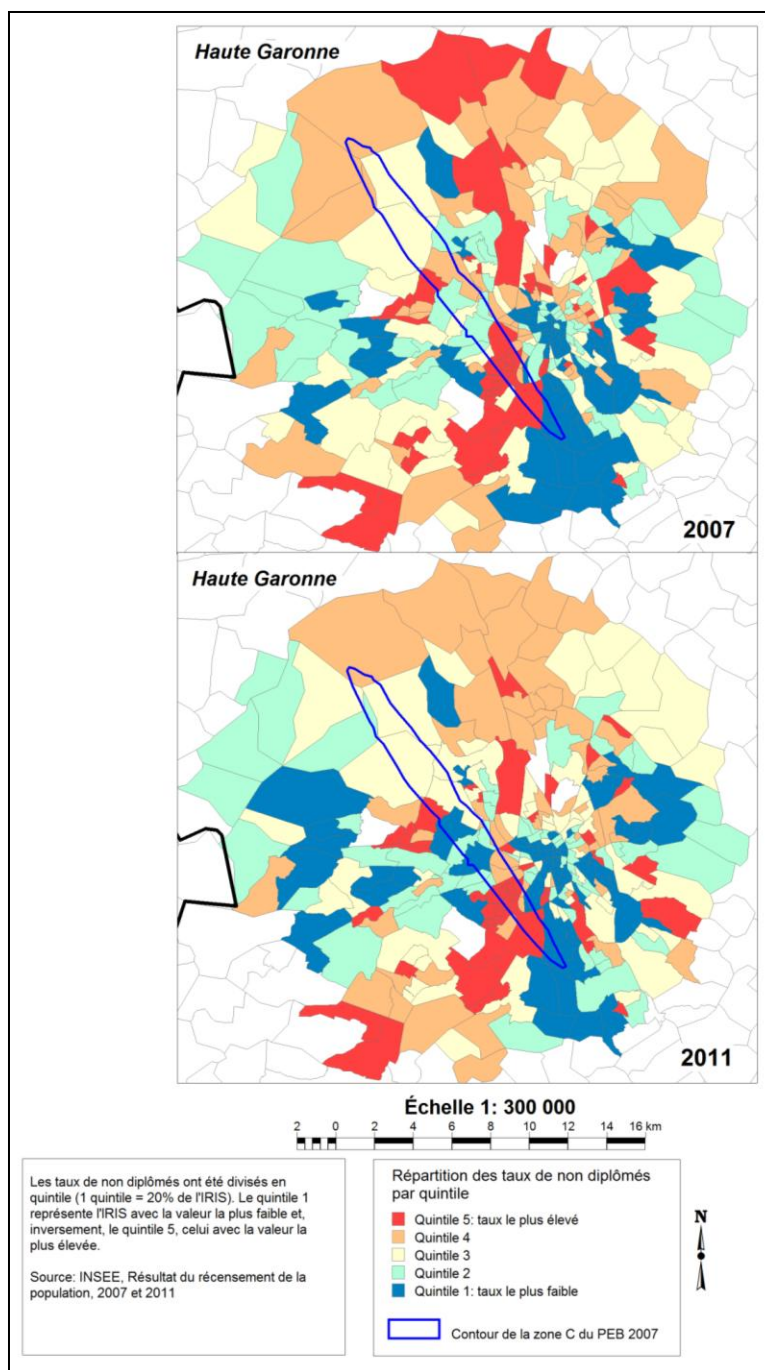 Haute Garonne
2007
Haute Garonne
2011
Échelle 1: 300 000
2 0 2 4 6 8 10 12 14 16 km
Les taux de non diplômés ont été divisés en
quintile (1 quintile = 20% de l'IRIS). Le quintile 1
représente l'IRIS avec la valeur la plus faible et,
inversement, le quintile 5, celui avec la valeur la
plus élevée.
Source: INSEE, Résultat du récensement de la
population, 2007 et 2011
Répartition des taux de non diplômés
par quintile
Quintile 5: taux le plus élevé
Quintile 4
Quintile 3
Quintile 2
Quintile 1: taux le plus faible
Contour de la zone C du PEB 2007
N